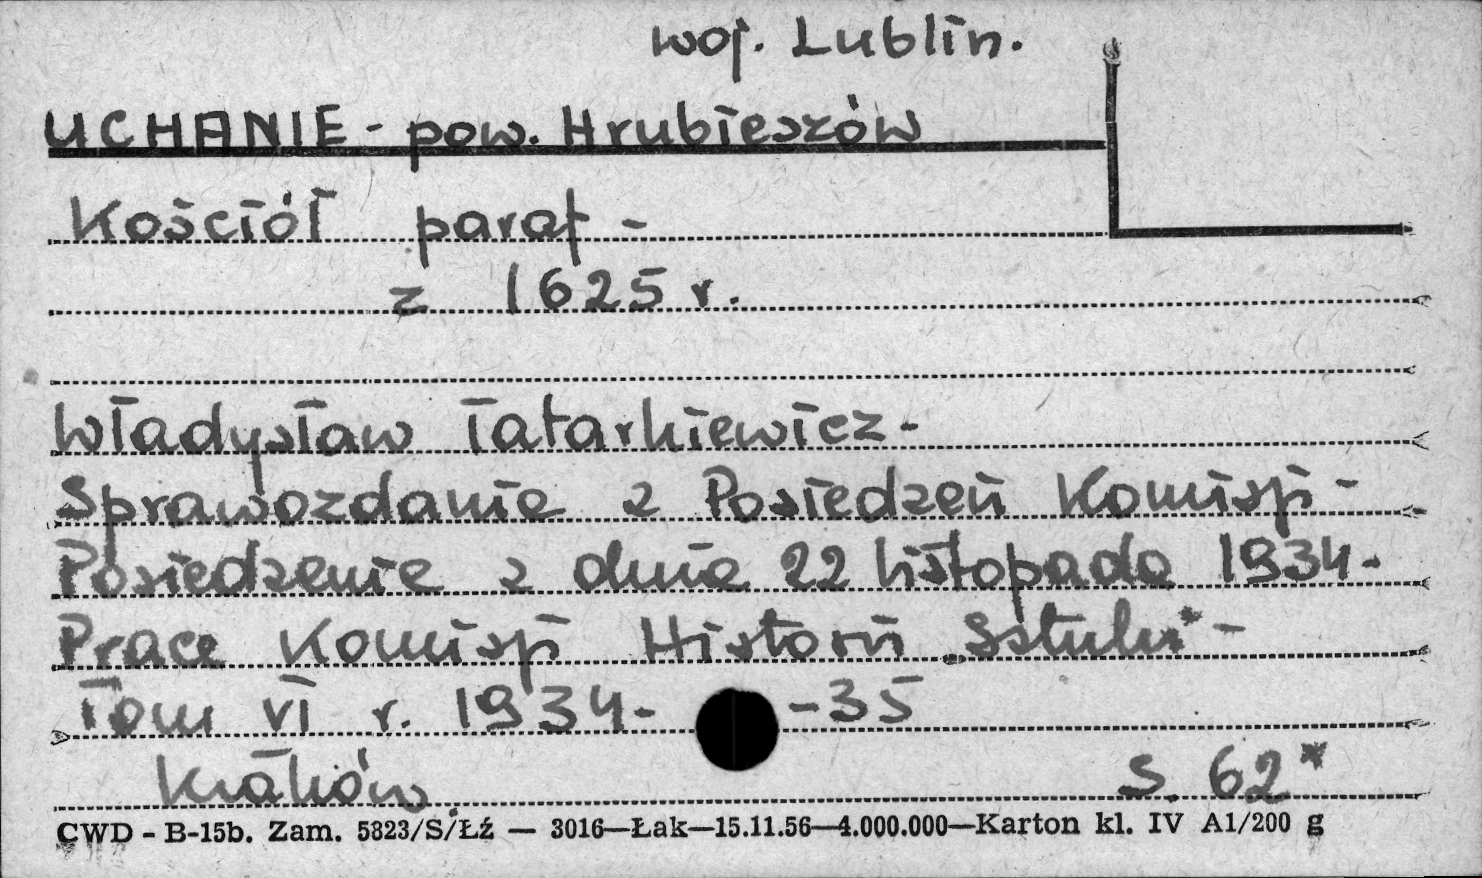 woj. Lublin.
UCHANIE - pow. Hrubieszów
Kościół paraf -
z 1625 r.
Władysław Tatarkiewicz -
Sprawozdanie z Posiedzeń Komisji -
Posiedzenie z dnia 22 listopada 1934 -
Prace Komisji Historii „Sztuki" -
Tom VI r. 1934 - - 35
Kraków. S. 62*
CWD - B-15b. Zam. 5823/S/Łź — 3016—Łak—15.11.56—4.000.000—Karton kl. IV A1/200 g